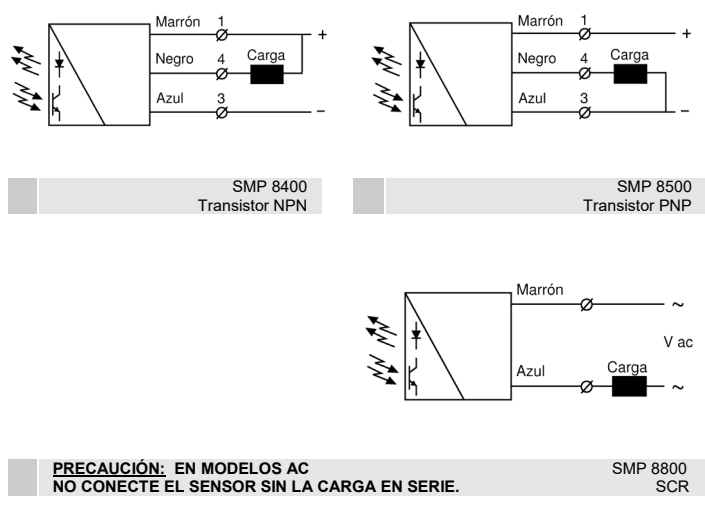 Marrón 1
+
Negro 4 Carga
Azul 3
–
SMP 8400
Transistor NPN
Marrón 1
+
Negro 4 Carga
Azul 3
–
SMP 8500
Transistor PNP
Marrón
~
V ac
Azul Carga
~
PRECAUCIÓN: EN MODELOS AC
NO CONECTE EL SENSOR SIN LA CARGA EN SERIE.
SMP 8800
SCR